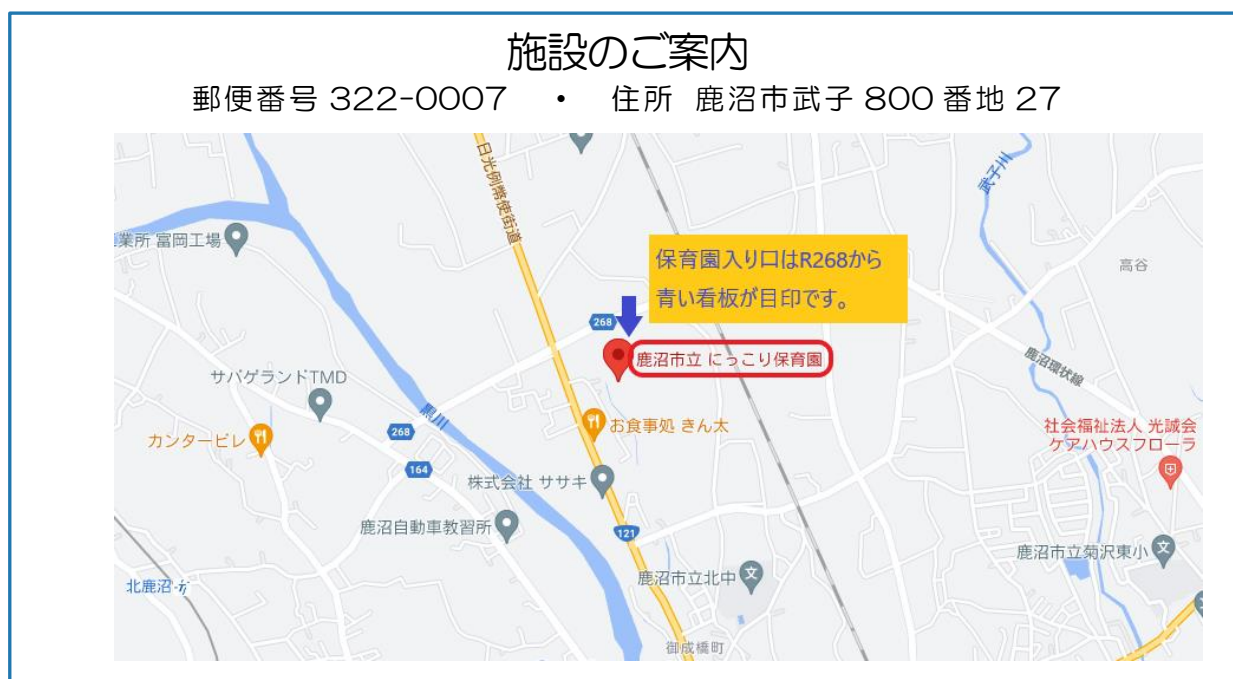 施設のご案内
郵便番号 322-0007 ・ 住所 鹿沼市武子 800 番地 27
日光例幣使街道
武子川
業所 富岡工場
保育園入り口はR268から
青い看板が目印です。
高谷
268
鹿沼市立 にっこり保育園
鹿沼環状線
サバゲランドTMD
黒川
お食事処 きん太
社会福祉法人 光誠会
ケアハウスフローラ
カンタービレ
268
164
株式会社 ササキ
鹿沼自動車教習所
121
鹿沼市立菊沢東小
文
鹿沼市立北中
文
北鹿沼
御成橋町